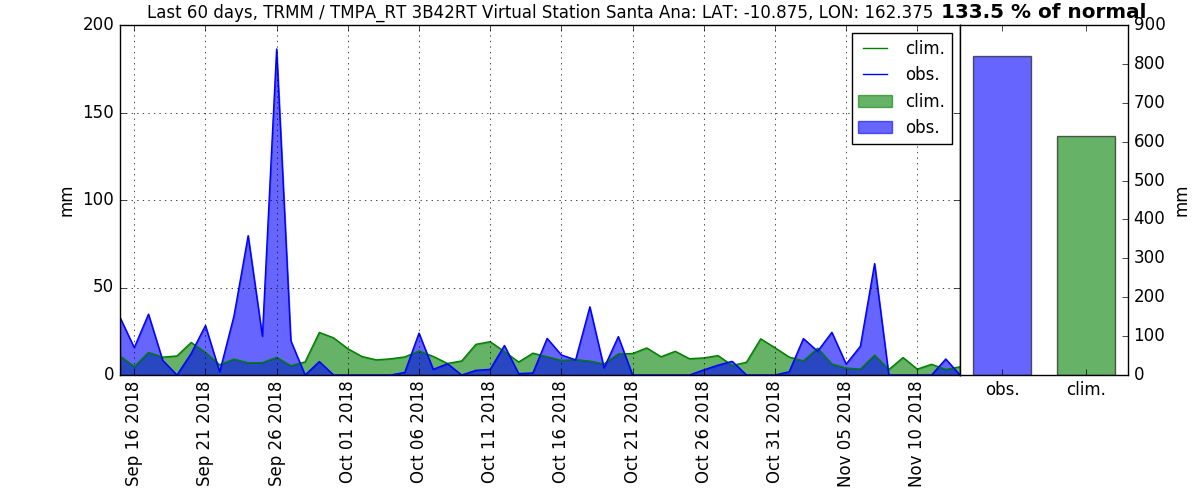 Last 60 days, TRMM / TMPA_RT 3B42RT Virtual Station Santa Ana: LAT: -10.875, LON: 162.375 133.5 % of normal
200
150
100
50
0
mm
clim.
obs.
clim.
obs.
900
800
700
600
500
400
300
200
100
0
mm
obs.
clim.
Sep 16 2018
Sep 21 2018
Sep 26 2018
Oct 01 2018
Oct 06 2018
Oct 11 2018
Oct 16 2018
Oct 21 2018
Oct 26 2018
Oct 31 2018
Nov 05 2018
Nov 10 2018